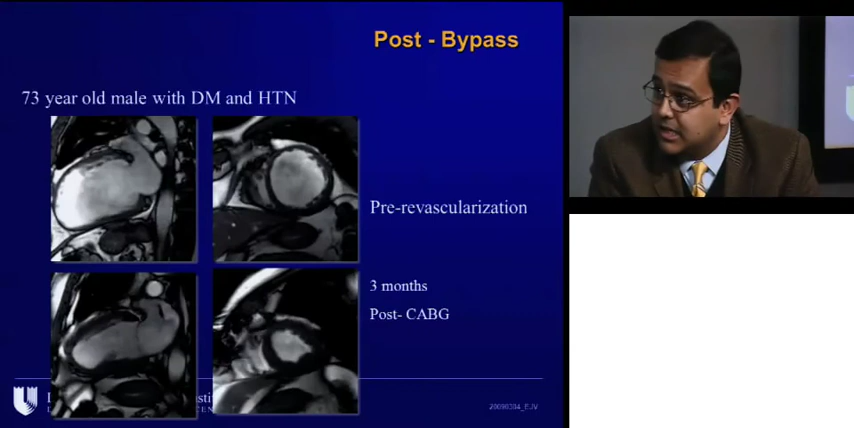 Post - Bypass
73 year old male with DM and HTN
Pre-revascularization
3 months
Post- CABG
20090304_EJV